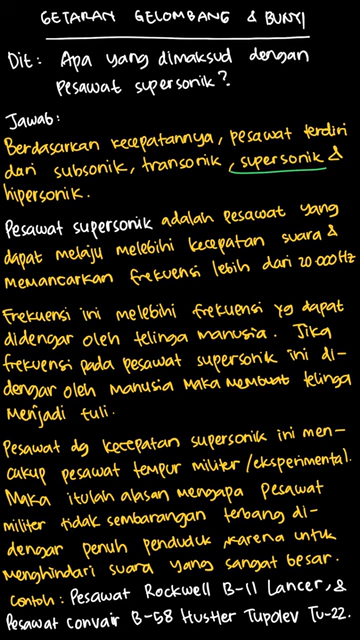 GETARAN GELOMBANG & BUNYI
Dit: Apa yang dimaksud dengan
pesawat supersonik?
Jawab:
Berdasarkan kecepatannya, pesawat terdiri
dari subsonik, transonik, supersonik &
hipersonik.
Pesawat supersonik adalah pesawat yang
dapat melaju melebihi kecepatan suara &
memancarkan frekuensi lebih dari 20.000Hz
Frekuensi ini melebihi frekuensi yg dapat
didengar oleh telinga manusia. Jika
frekuensi pada pesawat supersonik ini di-
dengar oleh manusia maka membuat telinga
menjadi tuli.
Pesawat dg kecepatan supersonik ini men-
cakup pesawat tempur militer/eksperimental.
Maka itulah alasan mengapa pesawat
militer tidak sembarangan terbang di-
dengar penuh penduduk, karena untuk
menghindari suara yang sangat besar.
Contoh: Pesawat Rockwell B-11 Lancer, &
Pesawat convair B-58 Hustler Tupolev Tu-22.